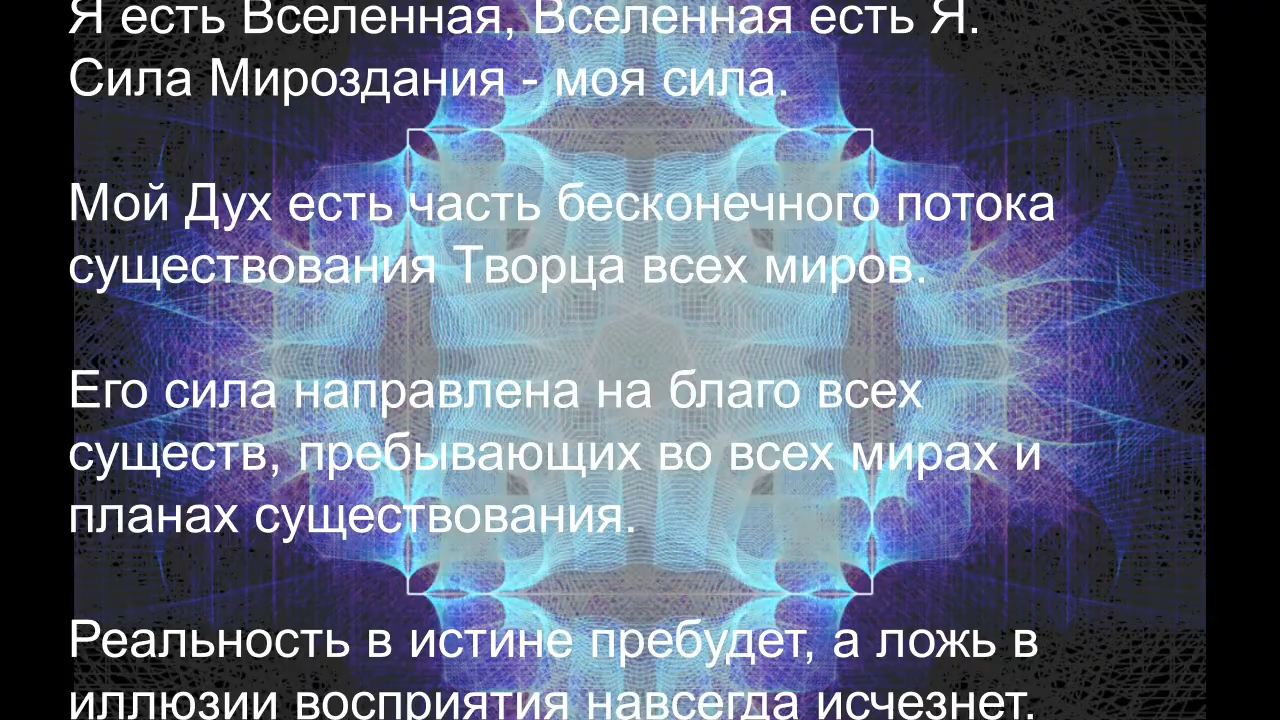 Я есть Вселенная, Вселенная есть Я.
Сила Мироздания - моя сила.
Мой Дух есть часть бесконечного потока
существования Творца всех миров.
Его сила направлена на благо всех
существ, пребывающих во всех мирах и
планах существования.
Реальность в истине пребудет, а ложь в
иллюзии восприятия навсегда исчезнет.